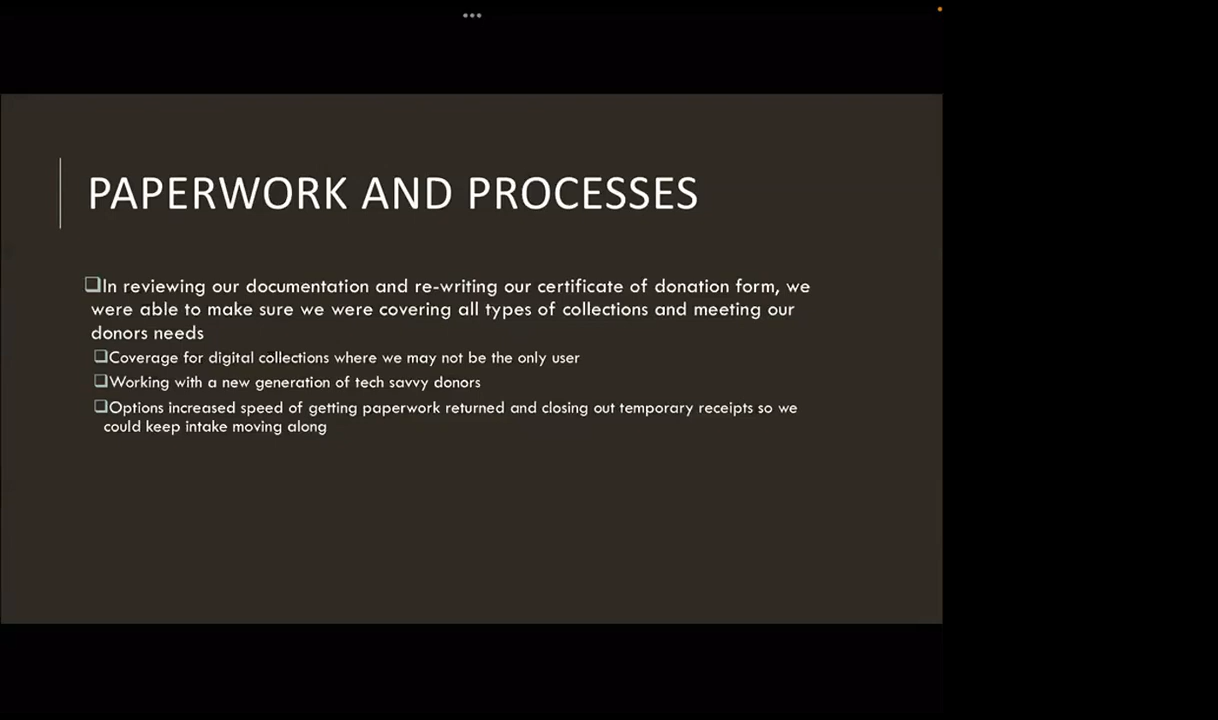 PAPERWORK AND PROCESSES
In reviewing our documentation and re-writing our certificate of donation form, we
were able to make sure we were covering all types of collections and meeting our
donors needs
Coverage for digital collections where we may not be the only user
Working with a new generation of tech savvy donors
Options increased speed of getting paperwork returned and closing out temporary receipts so we
could keep intake moving along